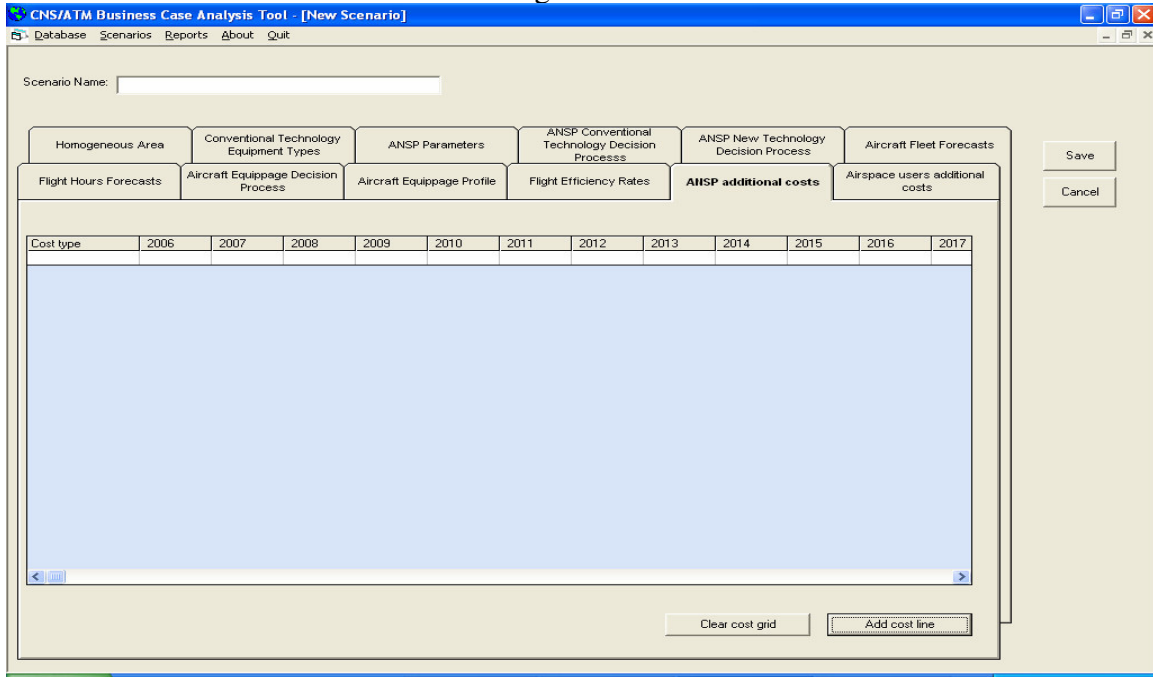 CNS/ATM Business Case Analysis Tool - [New Scenario]
Database Scenarios Reports About Quit
Scenario Name:
Homogeneous Area
Conventional Technology
Equipment Types
ANSP Parameters
ANSP Conventional
Technology Decision
Processs
ANSP New Technology
Decision Process
Aircraft Fleet Forecasts
Save
Flight Hours Forecasts
Aircraft Equippage Decision
Process
Aircraft Equippage Profile
Flight Efficiency Rates
ANSP additional costs
Airspace users additional
costs
Cancel
Cost type 2006 2007 2008 2009 2010 2011 2012 2013 2014 2015 2016 2017
Clear cost grid Add cost line